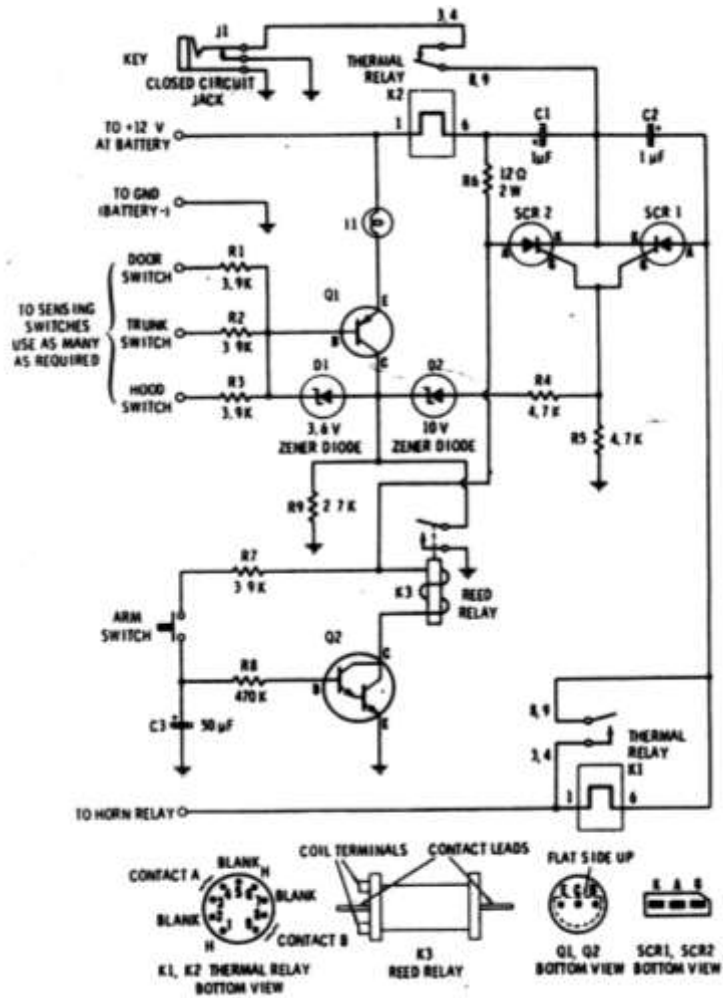 J1
3,4
KEY
CLOSED CIRCUIT
JACK
THERMAL
RELAY
K2
8,9
TO +12 V
AT BATTERY
1
6
C1
+
1μF
C2
+
1 μF
R6
12Ω
2 W
TO GND
(BATTERY-)
I1
SCR 2
SCR 1
A
K
G
K
G
A
TO SENSING
SWITCHES
USE AS MANY
AS REQUIRED
DOOR
SWITCH
R1
3,9K
TRUNK
SWITCH
R2
3 9K
HOOD
SWITCH
R3
3,9K
Q1
E
B
C
D1
3,6 V
ZENER DIODE
D2
10V
ZENER DIODE
R4
4,7 K
R5
4,7 K
R9
2 7 K
R7
3 9K
K3
REED
RELAY
ARM
SWITCH
Q2
C
B
E
R8
470 K
C3
+
50 μF
8,9
3,4
THERMAL
RELAY
K1
TO HORN RELAY
1
6
CONTACT A
BLANK
H
BLANK
BLANK
H
CONTACT B
K1, K2 THERMAL RELAY
BOTTOM VIEW
COIL TERMINALS
CONTACT LEADS
K3
REED RELAY
FLAT SIDE UP
E C B
Q1, Q2
BOTTOM VIEW
K A G
SCR1, SCR2
BOTTOM VIEW